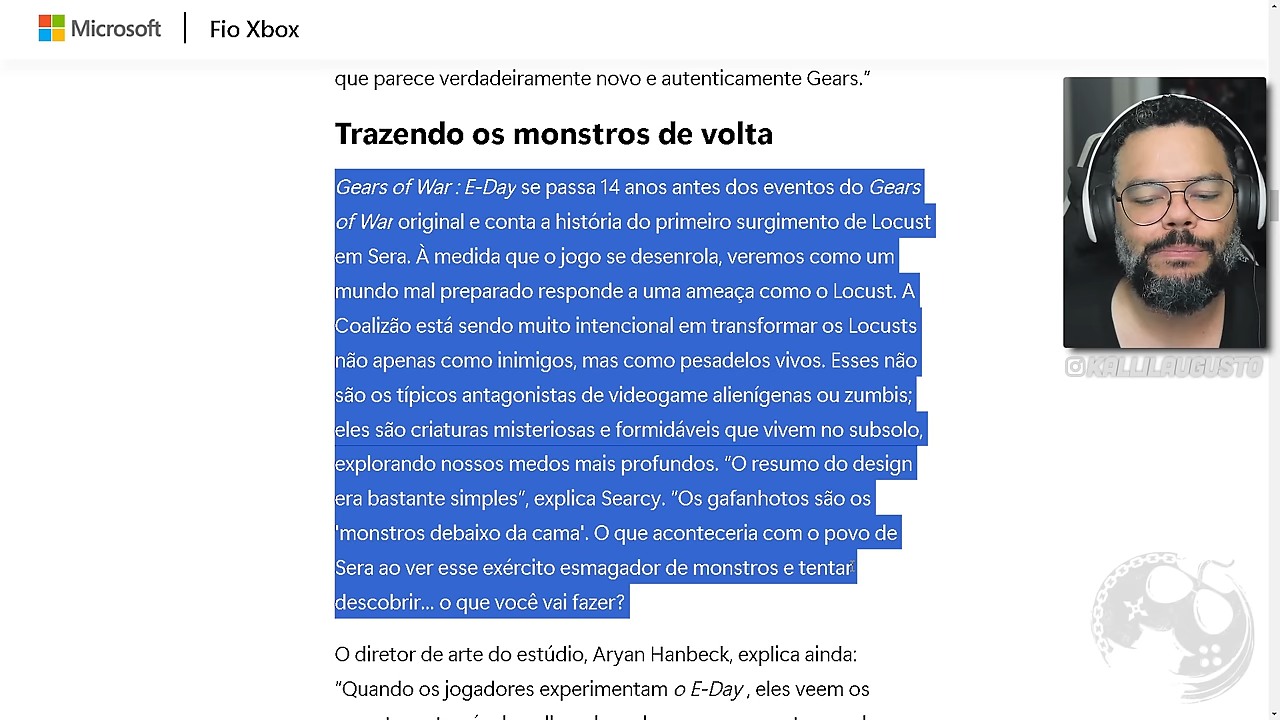 Microsoft
Fio Xbox
que parece verdadeiramente novo e autenticamente Gears.”
Trazendo os monstros de volta
Gears of War : E-Day se passa 14 anos antes dos eventos do Gears
of War original e conta a história do primeiro surgimento de Locust
em Sera. À medida que o jogo se desenrola, veremos como um
mundo mal preparado responde a uma ameaça como o Locust. A
Coalizão está sendo muito intencional em transformar os Locusts
não apenas como inimigos, mas como pesadelos vivos. Esses não
são os típicos antagonistas de videogame alienígenas ou zumbis;
eles são criaturas misteriosas e formidáveis que vivem no subsolo,
explorando nossos medos mais profundos. “O resumo do design
era bastante simples”, explica Searcy. “Os gafanhotos são os
'monstros debaixo da cama'. O que aconteceria com o povo de
Sera ao ver esse exército esmagador de monstros e tentar
descobrir... o que você vai fazer?
O diretor de arte do estúdio, Aryan Hanbeck, explica ainda:
“Quando os jogadores experimentam o E-Day , eles veem os
KALLILAUGUSTO